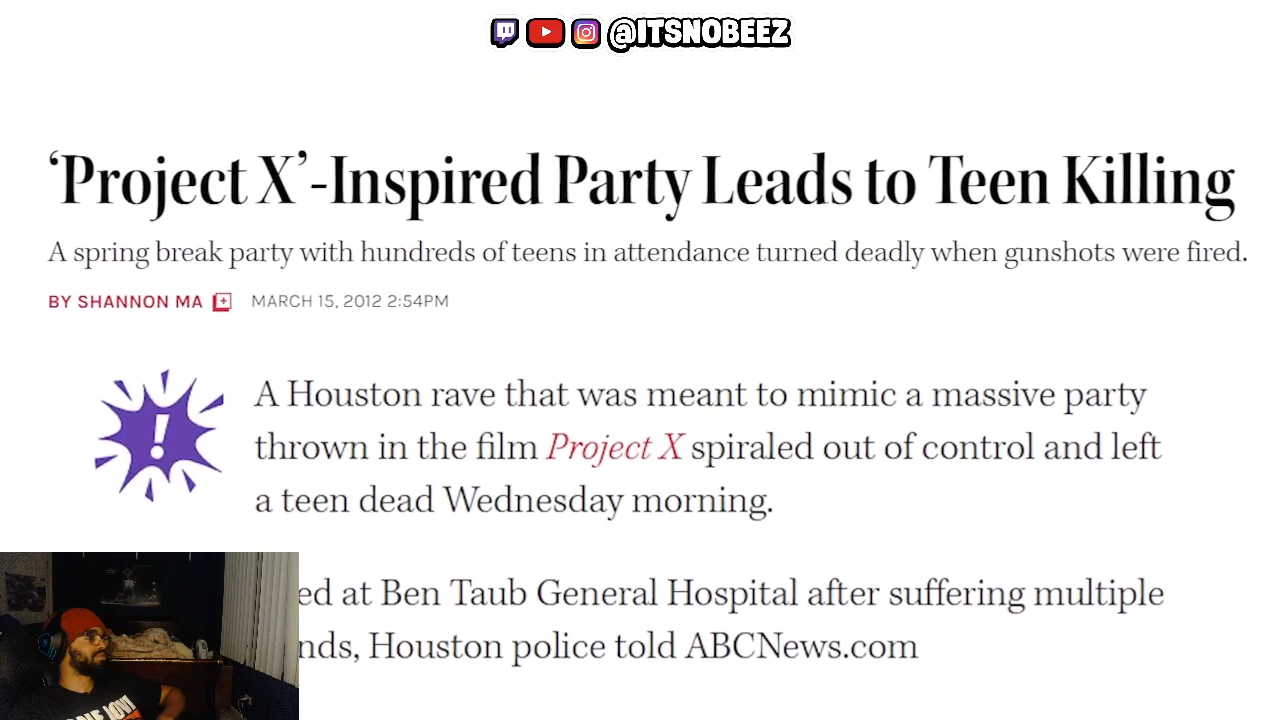 @ITSNOBEEZ
‘Project X’-Inspired Party Leads to Teen Killing
A spring break party with hundreds of teens in attendance turned deadly when gunshots were fired.
BY SHANNON MA MARCH 15, 2012 2:54PM
A Houston rave that was meant to mimic a massive party
thrown in the film Project X spiraled out of control and left
a teen dead Wednesday morning.
ed at Ben Taub General Hospital after suffering multiple
nds, Houston police told ABCNews.com